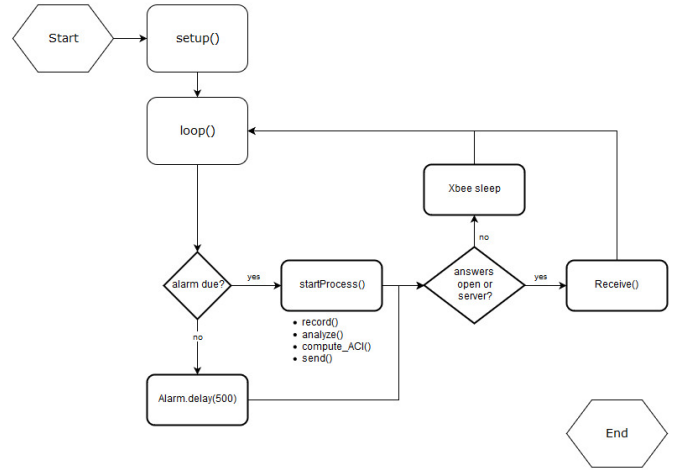 Start
setup()
loop()
Xbee sleep
no
alarm due?
yes
startProcess()
answers
open or
server?
yes
Receive()
• record()
• analyze()
• compute_ACI()
• send()
no
Alarm.delay(500)
End